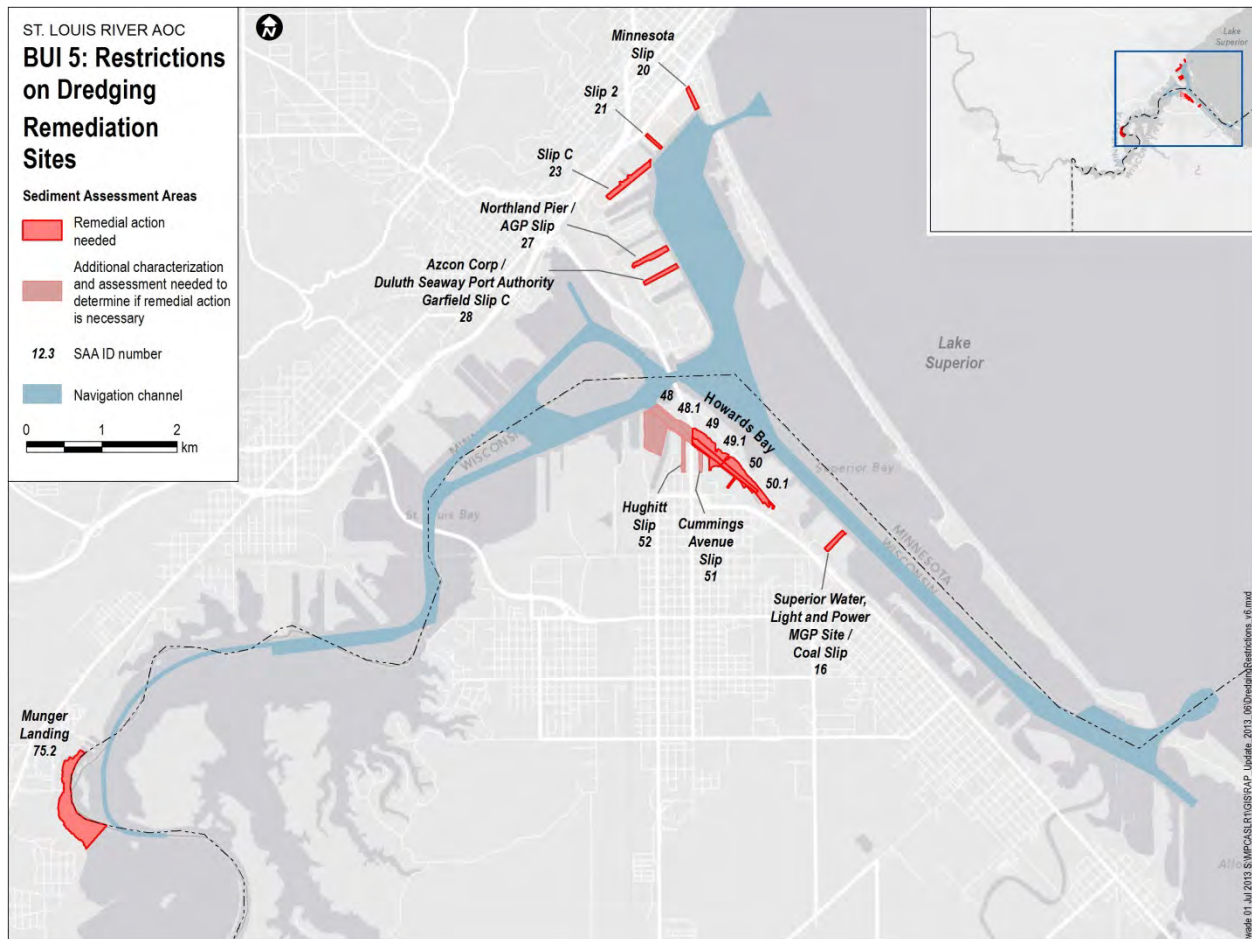 ST. LOUIS RIVER AOC
BUI 5: Restrictions
on Dredging
Remediation
Sites
Sediment Assessment Areas
Remedial action
needed
Additional characterization
and assessment needed to
determine if remedial action
is necessary
12.3 SAA ID number
Navigation channel
0 1 2
km
N
Minnesota
Slip
20
Slip 2
21
Slip C
23
Northland Pier /
AGP Slip
27
Azcon Corp /
Duluth Seaway Port Authority
Garfield Slip C
28
Lake
Superior
Lake
Superior
Howards Bay
48
48.1
49
49.1
50
50.1
Superior Bay
MINNESOTA
WISCONSIN
WISCONSIN
St. Louis Bay
Hughitt
Slip
52
Cummings
Avenue
Slip
51
Superior Water,
Light and Power
MGP Site /
Coal Slip
16
Munger
Landing
75.2